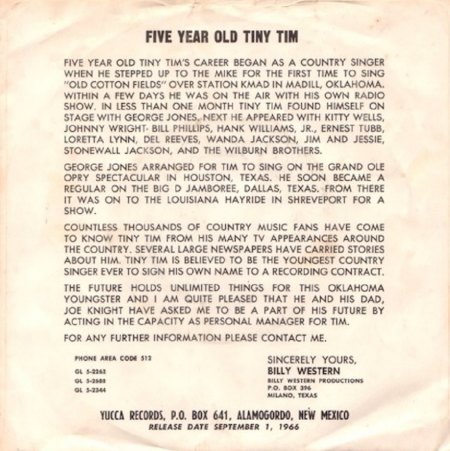 FIVE YEAR OLD TINY TIM
FIVE YEAR OLD TINY TIM'S CAREER BEGAN AS A COUNTRY SINGER
WHEN HE STEPPED UP TO THE MIKE FOR THE FIRST TIME TO SING
"OLD COTTON FIELDS" OVER STATION KMAD IN MADILL, OKLAHOMA.
WITHIN A FEW DAYS HE WAS ON THE AIR WITH HIS OWN RADIO
SHOW. IN LESS THAN ONE MONTH TINY TIM FOUND HIMSELF ON
STAGE WITH GEORGE JONES. NEXT HE APPEARED WITH KITTY WELLS,
JOHNNY WRIGHT- BILL PHILLIPS, HANK WILLIAMS, JR., ERNEST TUBB,
LORETTA LYNN, DEL REEVES, WANDA JACKSON, JIM AND JESSIE,
STONEWALL JACKSON, AND THE WILBURN BROTHERS.
GEORGE JONES ARRANGED FOR TIM TO SING ON THE GRAND OLE
OPRY SPECTACULAR IN HOUSTON, TEXAS. HE SOON BECAME A
REGULAR ON THE BIG D JAMBOREE, DALLAS, TEXAS. FROM THERE
IT WAS ON TO THE LOUISIANA HAYRIDE IN SHREVEPORT FOR A
SHOW.
COUNTLESS THOUSANDS OF COUNTRY MUSIC FANS HAVE COME
TO KNOW TINY TIM FROM HIS MANY TV APPEARANCES AROUND
THE COUNTRY. SEVERAL LARGE NEWSPAPERS HAVE CARRIED STORIES
ABOUT HIM. TINY TIM IS BELIEVED TO BE THE YOUNGEST COUNTRY
SINGER EVER TO SIGN HIS OWN NAME TO A RECORDING CONTRACT.
THE FUTURE HOLDS UNLIMITED THINGS FOR THIS OKLAHOMA
YOUNGSTER AND I AM QUITE PLEASED THAT HE AND HIS DAD,
JOE KNIGHT HAVE ASKED ME TO BE A PART OF HIS FUTURE BY
ACTING IN THE CAPACITY AS PERSONAL MANAGER FOR TIM.
FOR ANY FURTHER INFORMATION PLEASE CONTACT ME.
PHONE AREA CODE 512
GL 5-2262
GL 5-2588
GL 5-2244
SINCERELY YOURS,
BILLY WESTERN
BILLY WESTERN PRODUCTIONS
P.O. BOX 396
MILANO, TEXAS
YUCCA RECORDS, P.O. BOX 641, ALAMOGORDO, NEW MEXICO
RELEASE DATE SEPTEMBER 1, 1966